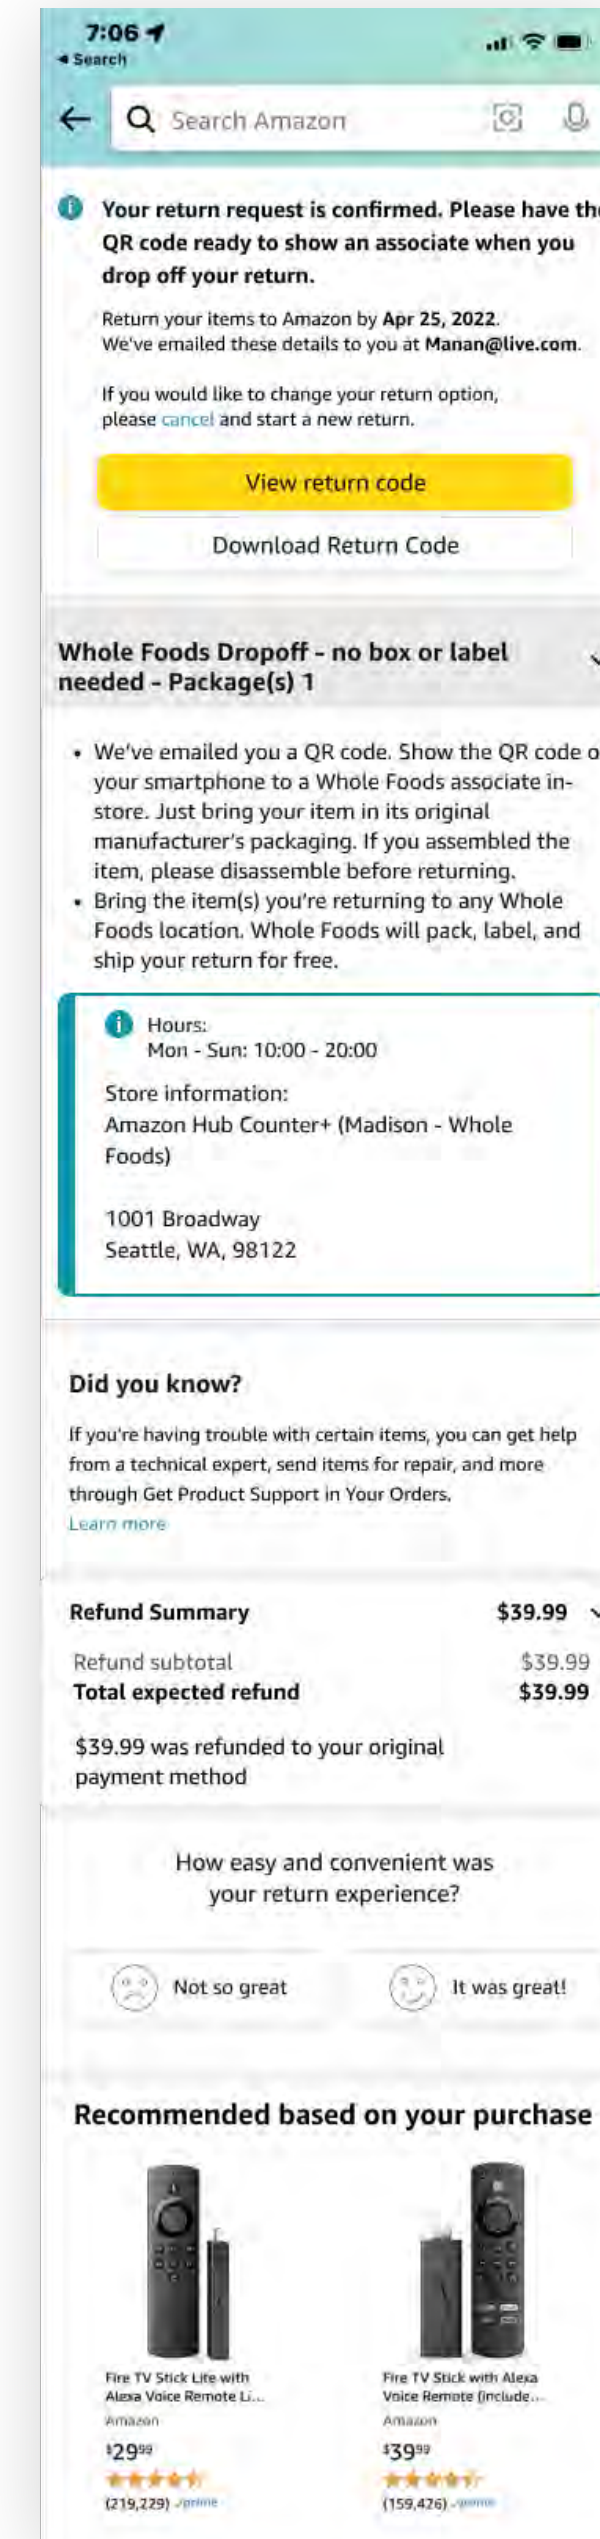 7:06
Search
Search Amazon
Your return request is confirmed. Please have the
QR code ready to show an associate when you
drop off your return.
Return your items to Amazon by Apr 25, 2022.
We've emailed these details to you at Manan@live.com.
If you would like to change your return option,
please cancel and start a new return.
View return code
Download Return Code
Whole Foods Dropoff - no box or label
needed - Package(s) 1
• We've emailed you a QR code. Show the QR code o
your smartphone to a Whole Foods associate in-
store. Just bring your item in its original
manufacturer's packaging. If you assembled the
item, please disassemble before returning.
• Bring the item(s) you're returning to any Whole
Foods location. Whole Foods will pack, label, and
ship your return for free.
Hours:
Mon - Sun: 10:00 - 20:00
Store information:
Amazon Hub Counter+ (Madison - Whole
Foods)
1001 Broadway
Seattle, WA, 98122
Did you know?
If you're having trouble with certain items, you can get help
from a technical expert, send items for repair, and more
through Get Product Support in Your Orders.
Learn more
Refund Summary $39.99
Refund subtotal $39.99
Total expected refund $39.99
$39.99 was refunded to your original
payment method
How easy and convenient was
your return experience?
Not so great It was great!
Recommended based on your purchase
Fire TV Stick Lite with
Alexa Voice Remote Li...
Amazon
$29⁹⁹
(219,229) prime
Fire TV Stick with Alexa
Voice Remote (include...
Amazon
$39⁹⁹
(159,426) prime